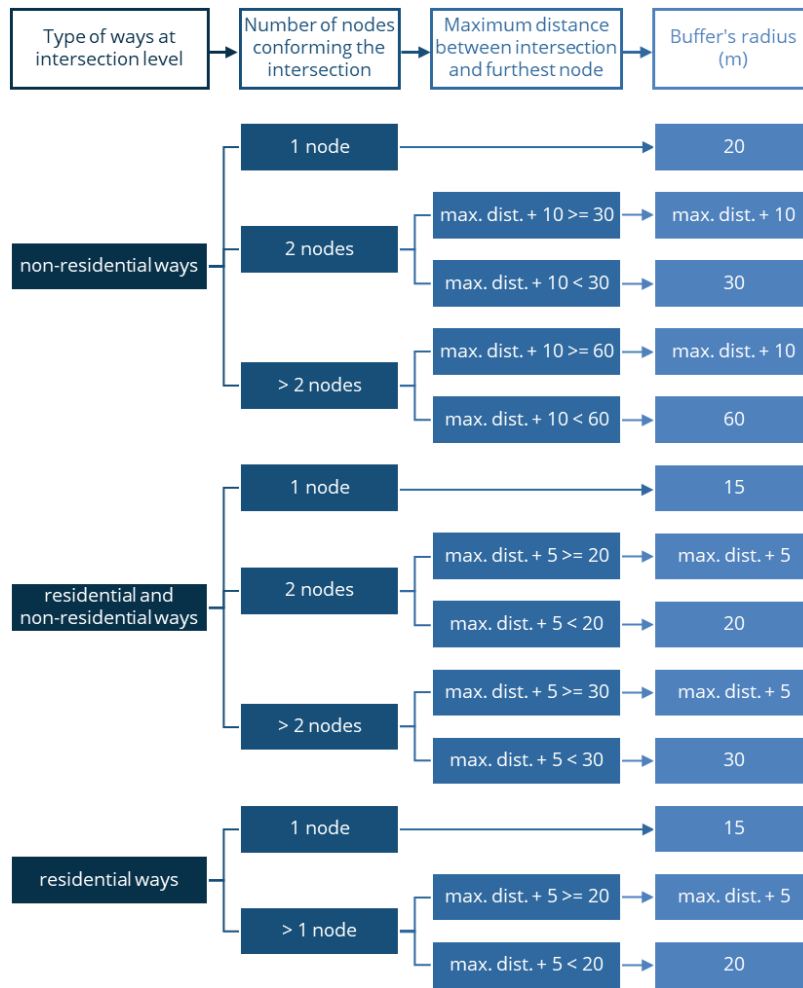 Type of ways at
intersection level
Number of nodes
conforming the
intersection
Maximum distance
between intersection
and furthest node
Buffer's radius
(m)
non-residential ways
1 node
20
2 nodes
max. dist. + 10 >= 30
max. dist. + 10
max. dist. + 10 < 30
30
> 2 nodes
max. dist. + 10 >= 60
max. dist. + 10
max. dist. + 10 < 60
60
residential and
non-residential ways
1 node
15
2 nodes
max. dist. + 5 >= 20
max. dist. + 5
max. dist. + 5 < 20
20
> 2 nodes
max. dist. + 5 >= 30
max. dist. + 5
max. dist. + 5 < 30
30
residential ways
1 node
15
> 1 node
max. dist. + 5 >= 20
max. dist. + 5
max. dist. + 5 < 20
20